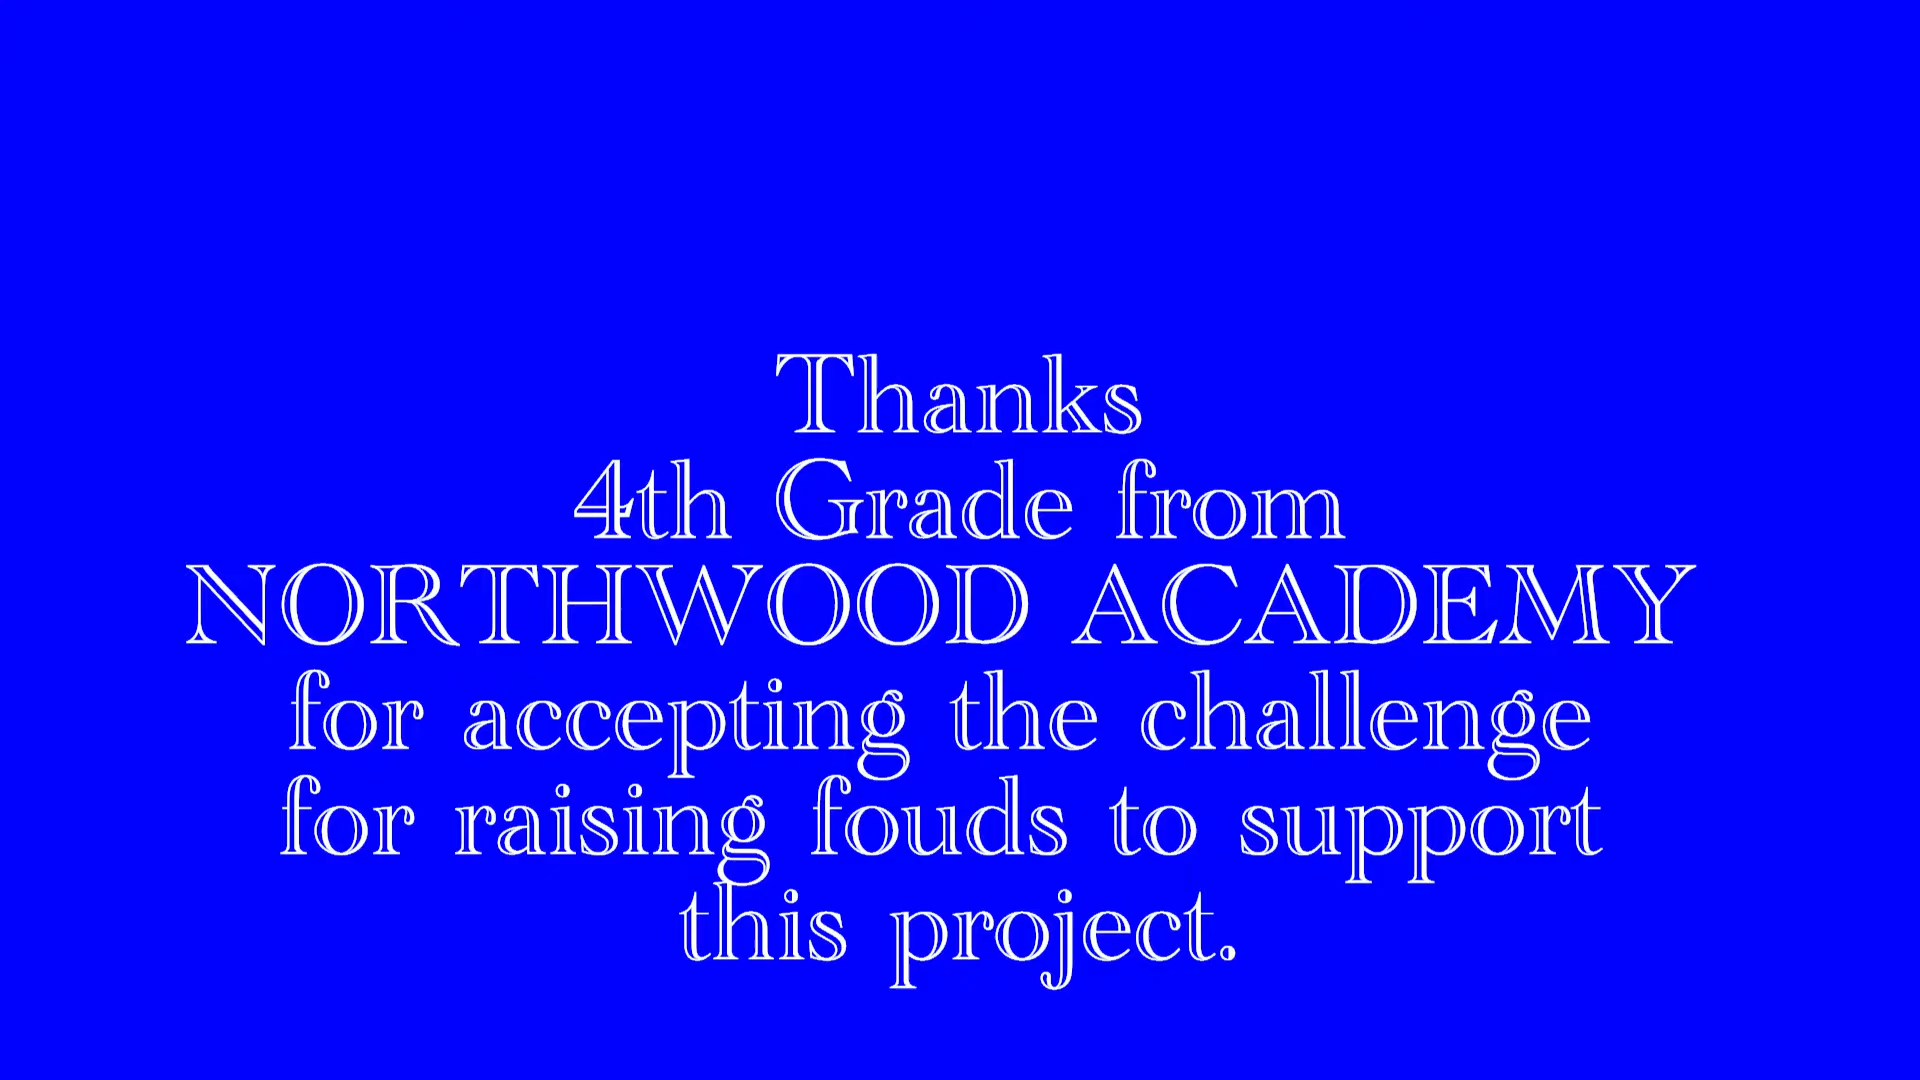 Thanks
4th Grade from
NORTHWOOD ACADEMY
for accepting the challenge
for raising fouds to support
this project.